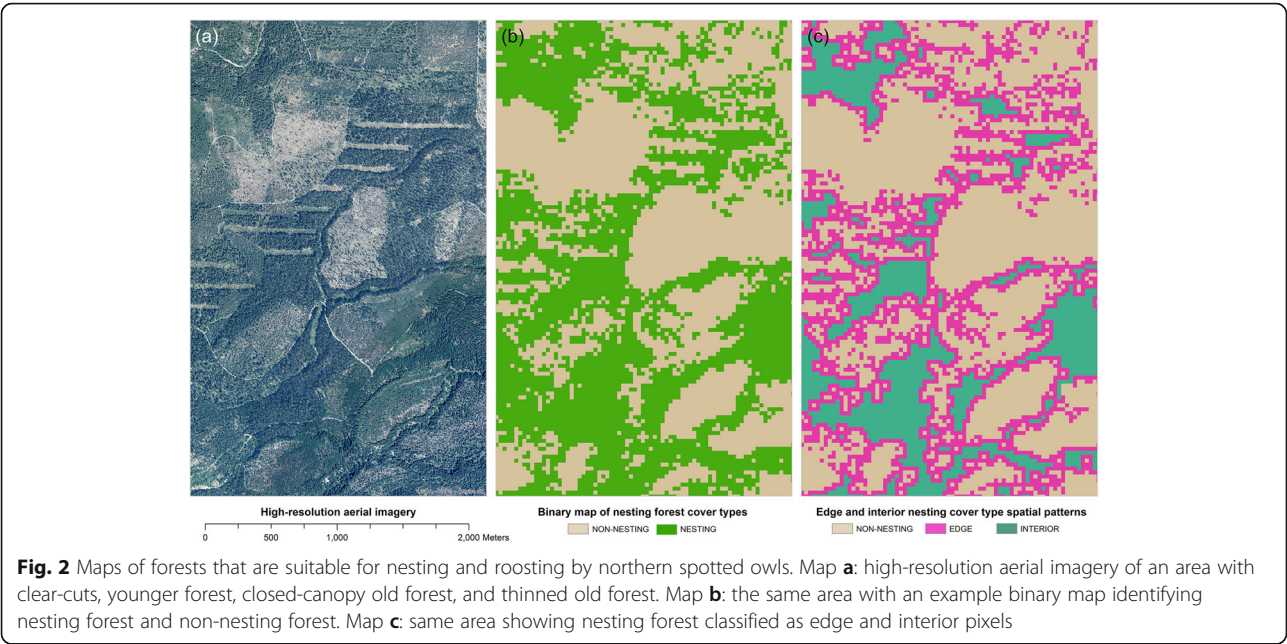 (a)
(b)
(c)
High-resolution aerial imagery
0 500 1,000 2,000 Meters
Binary map of nesting forest cover types
NON-NESTING NESTING
Edge and interior nesting cover type spatial patterns
NON-NESTING EDGE INTERIOR
Fig. 2 Maps of forests that are suitable for nesting and roosting by northern spotted owls. Map a: high-resolution aerial imagery of an area with
clear-cuts, younger forest, closed-canopy old forest, and thinned old forest. Map b: the same area with an example binary map identifying
nesting forest and non-nesting forest. Map c: same area showing nesting forest classified as edge and interior pixels